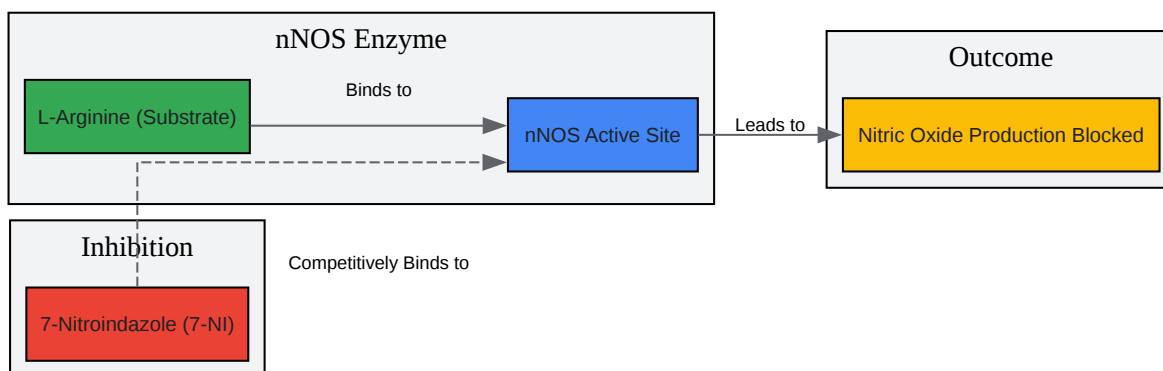 nNOS Enzyme
L-Arginine (Substrate)
Binds to
nNOS Active Site
Leads to
Outcome
Nitric Oxide Production Blocked
Inhibition
Competitively Binds to
7-Nitroindazole (7-NI)